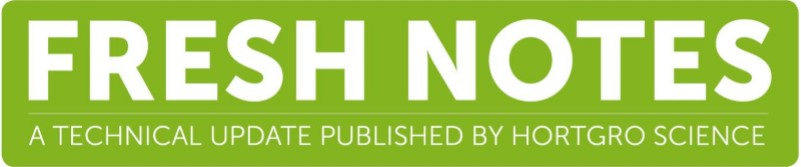 FRESH NOTES
A TECHNICAL UPDATE PUBLISHED BY HORTGRO SCIENCE